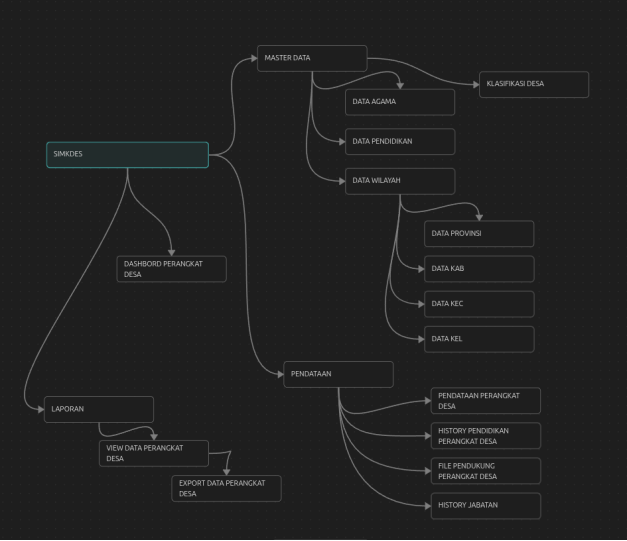 MASTER DATA
KLASIFIKASI DESA
DATA AGAMA
DATA PENDIDIKAN
SIMKDES
DATA WILAYAH
DATA PROVINSI
DASHBORD PERANGKAT
DESA
DATA KAB
DATA KEC
DATA KEL
PENDATAAN
PENDATAAN PERANGKAT
DESA
LAPORAN
HISTORY PENDIDIKAN
PERANGKAT DESA
VIEW DATA PERANGKAT
DESA
FILE PENDUKUNG
PERANGKAT DESA
EXPORT DATA PERANGKAT
DESA
HISTORY JABATAN